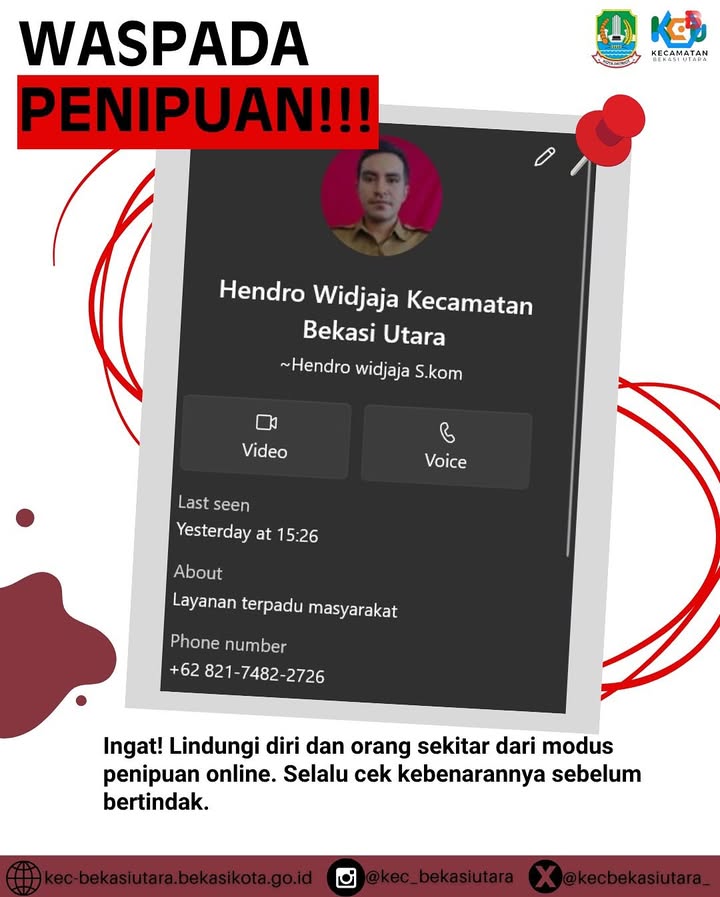 WASPADA
PENIPUAN!!!
KECAMATAN
BEKASI UTARA
Hendro Widjaja Kecamatan
Bekasi Utara
~Hendro widjaja S.kom
Video
Voice
Last seen
Yesterday at 15:26
About
Layanan terpadu masyarakat
Phone number
+62 821-7482-2726
Ingat! Lindungi diri dan orang sekitar dari modus
penipuan online. Selalu cek kebenarannya sebelum
bertindak.
kec-bekasiutara.bekasikota.go.id
@kec_bekasiutara
@kecbekasiutara_